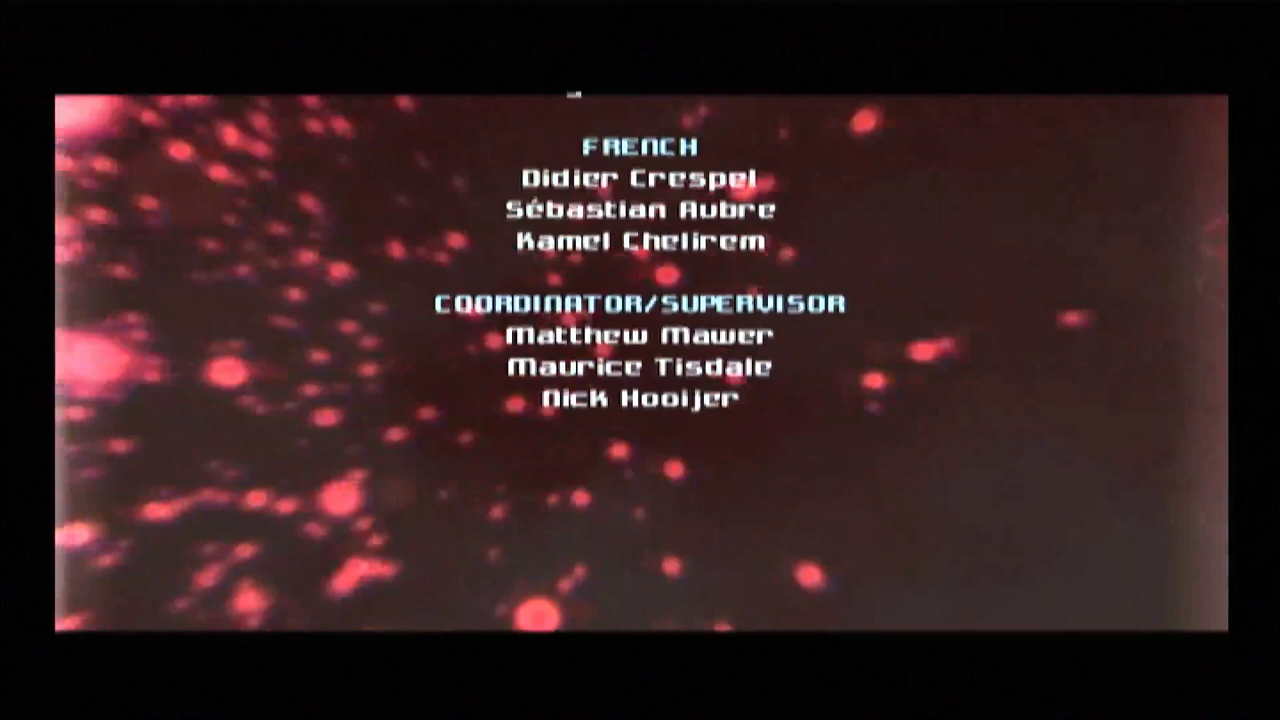 FRENCH
Didier Crespel
Sébastian Aubre
Kamel Chelirem
COORDINATOR/SUPERVISOR
Matthew Mawer
Maurice Tisdale
Nick Hooijer